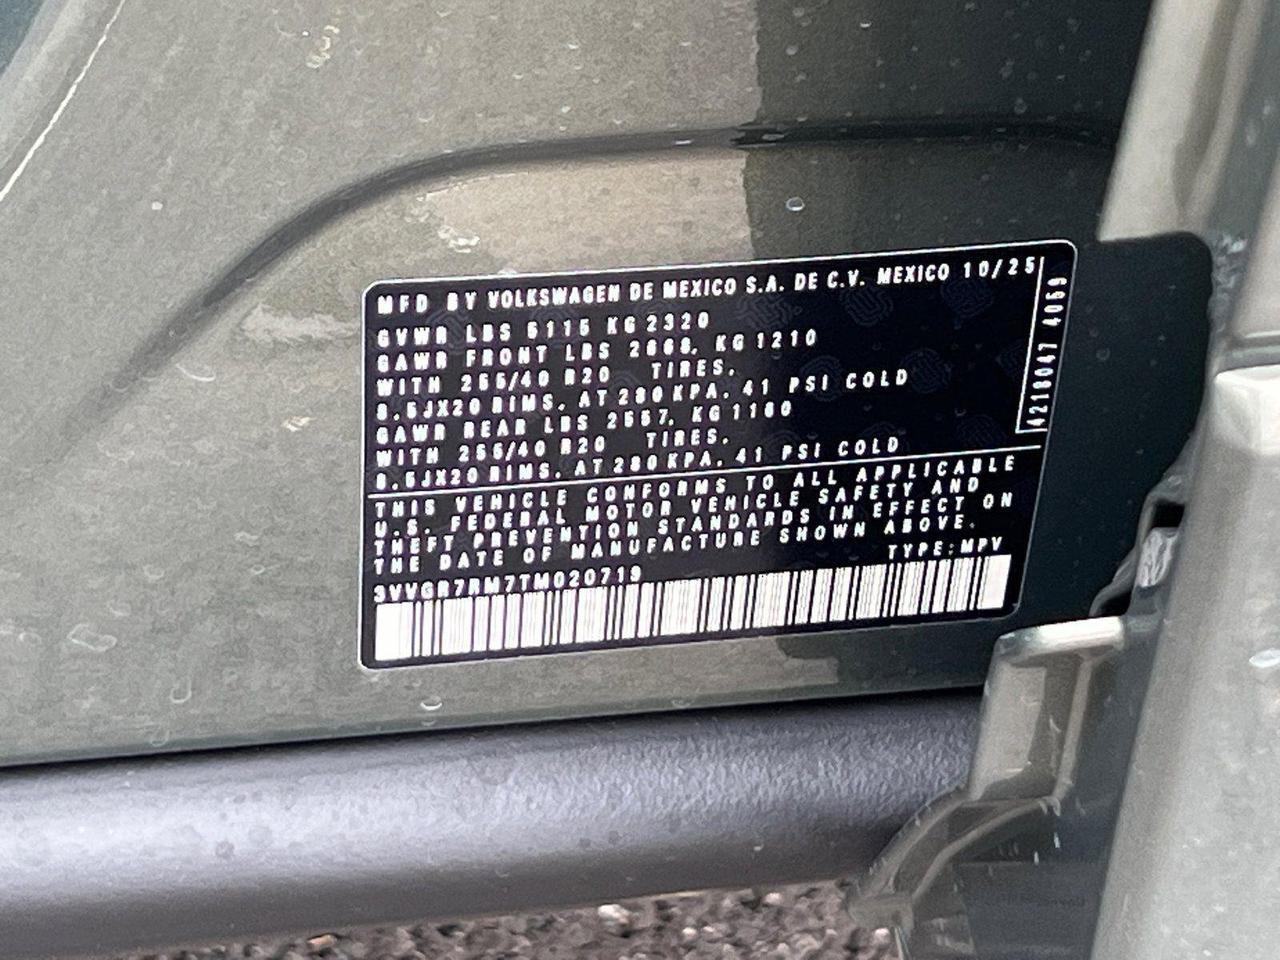 MFD BY VOLKSWAGEN DE MEXICO S.A. DE C.V. MEXICO 10/25
GVWR LBS 5115 KG 2320
GAWR FRONT LBS 2668, KG 1210
WITH 255/40 R20 TIRES,
8.5JX20 RIMS, AT 280 KPA, 41 PSI COLD
GAWR REAR LBS 2557, KG 1160
WITH 255/40 R20 TIRES,
8.5JX20 RIMS, AT 280 KPA, 41 PSI COLD
4218047 4059
THIS VEHICLE CONFORMS TO ALL APPLICABLE
U.S. FEDERAL MOTOR VEHICLE SAFETY AND
THEFT PREVENTION STANDARDS IN EFFECT ON
THE DATE OF MANUFACTURE SHOWN ABOVE.
TYPE:MPV
3VVGR7RM7TM020719